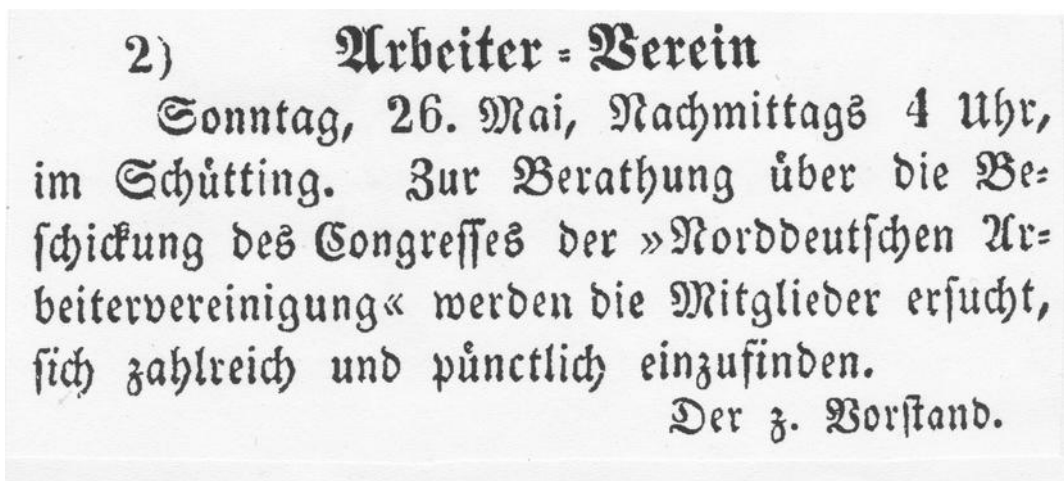 2) Arbeiter=Verein
Sonntag, 26. Mai, Nachmittags 4 Uhr,
im Schütting. Zur Berathung über die Be=
ſchickung des Congreſſes der »Norddeutſchen Ar=
beitervereinigung« werden die Mitglieder erſucht,
ſich zahlreich und pünctlich einzufinden.
Der z. Vorſtand.